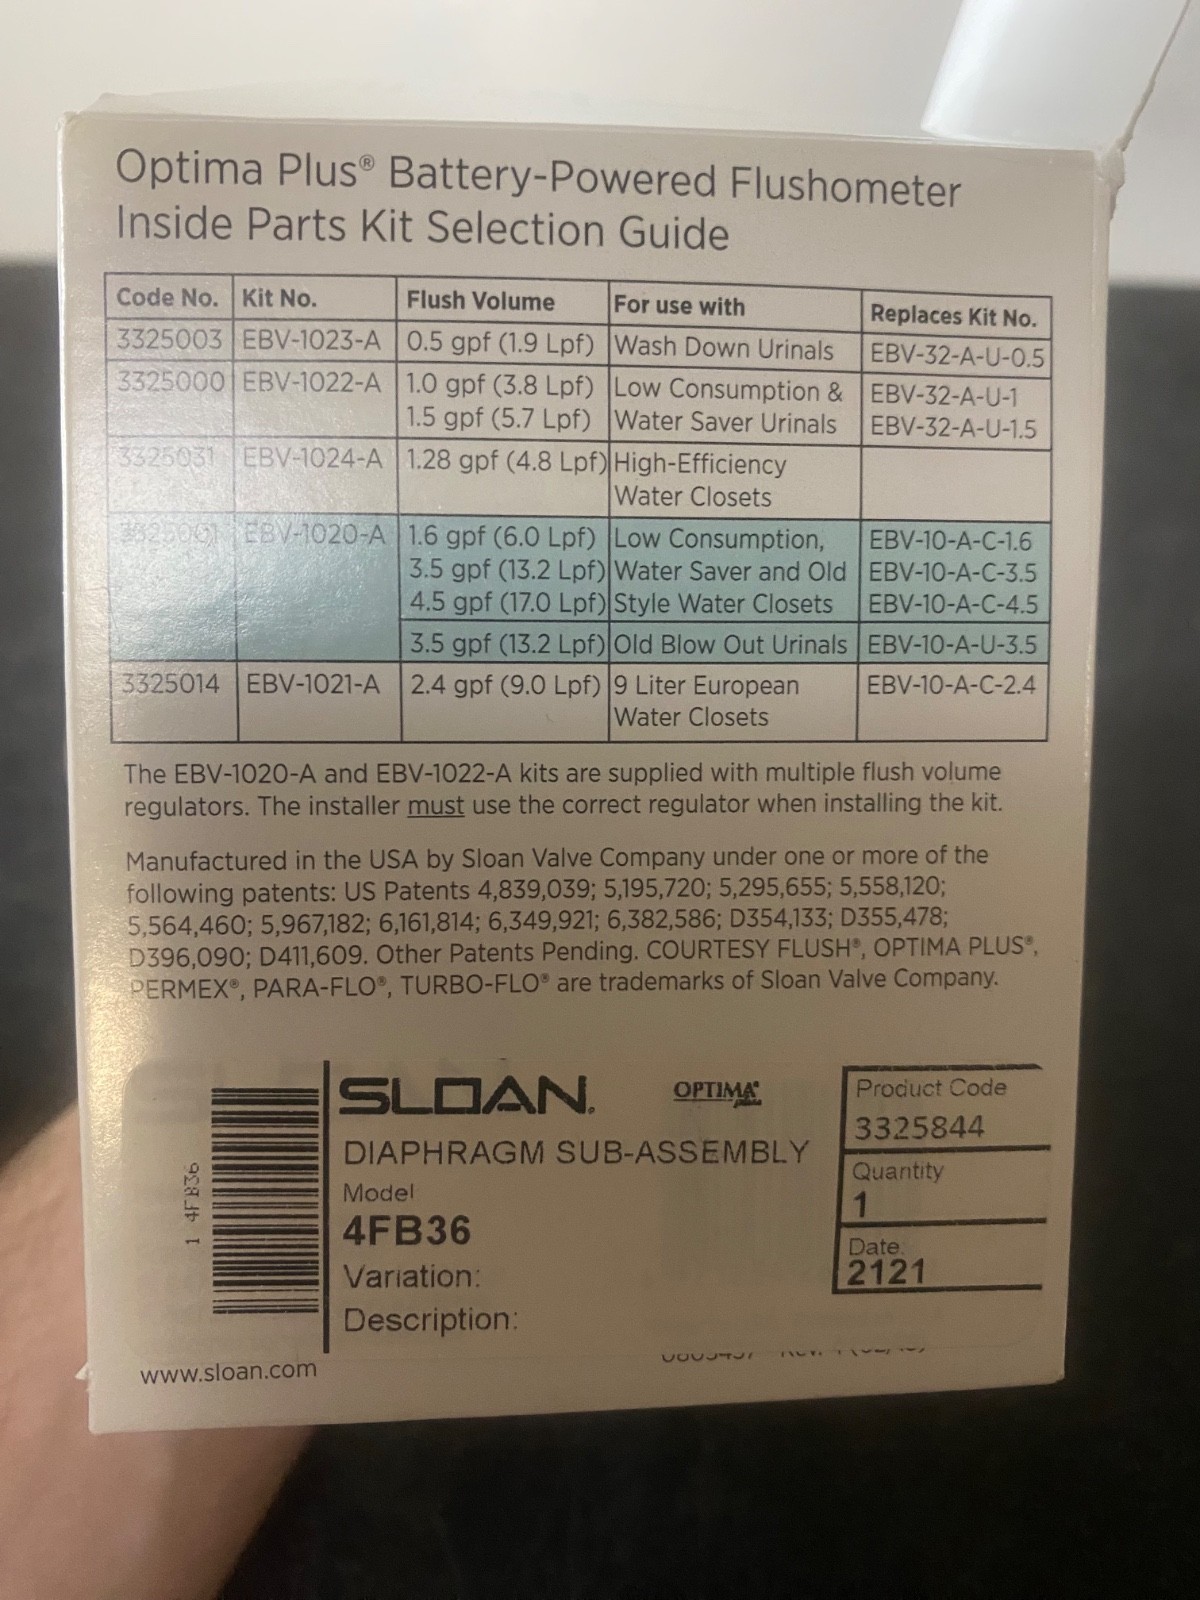 Optima Plus® Battery-Powered Flushometer
Inside Parts Kit Selection Guide
Code No. Kit No. Flush Volume For use with Replaces Kit No.
3325003 EBV-1023-A 0.5 gpf (1.9 Lpf) Wash Down Urinals EBV-32-A-U-0.5
3325000 EBV-1022-A 1.0 gpf (3.8 Lpf) Low Consumption & EBV-32-A-U-1
1.5 gpf (5.7 Lpf) Water Saver Urinals EBV-32-A-U-1.5
3325031 EBV-1024-A 1.28 gpf (4.8 Lpf) High-Efficiency
Water Closets
3325001 EBV-1020-A 1.6 gpf (6.0 Lpf) Low Consumption, EBV-10-A-C-1.6
3.5 gpf (13.2 Lpf) Water Saver and Old EBV-10-A-C-3.5
4.5 gpf (17.0 Lpf) Style Water Closets EBV-10-A-C-4.5
3.5 gpf (13.2 Lpf) Old Blow Out Urinals EBV-10-A-U-3.5
3325014 EBV-1021-A 2.4 gpf (9.0 Lpf) 9 Liter European EBV-10-A-C-2.4
Water Closets
The EBV-1020-A and EBV-1022-A kits are supplied with multiple flush volume
regulators. The installer must use the correct regulator when installing the kit.
Manufactured in the USA by Sloan Valve Company under one or more of the
following patents: US Patents 4,839,039; 5,195,720; 5,295,655; 5,558,120;
5,564,460; 5,967,182; 6,161,814; 6,349,921; 6,382,586; D354,133; D355,478;
D396,090; D411,609. Other Patents Pending. COURTESY FLUSH®, OPTIMA PLUS®,
PERMEX®, PARA-FLO®, TURBO-FLO® are trademarks of Sloan Valve Company.
1 4FB36
SLOAN.
OPTIMA® plus
DIAPHRAGM SUB-ASSEMBLY
Model
4FB36
Variation:
Description:
Product Code
3325844
Quantity
1
Date:
2121
www.sloan.com